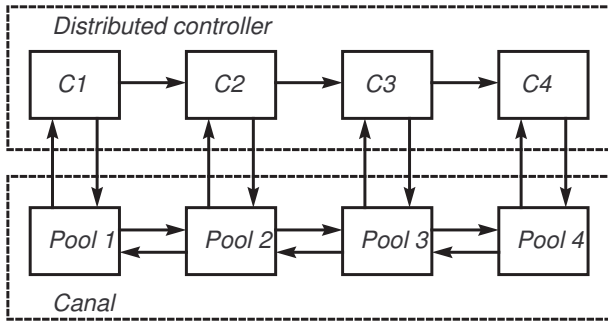 Distributed controller
C1 C2 C3 C4
Pool 1 Pool 2 Pool 3 Pool 4
Canal